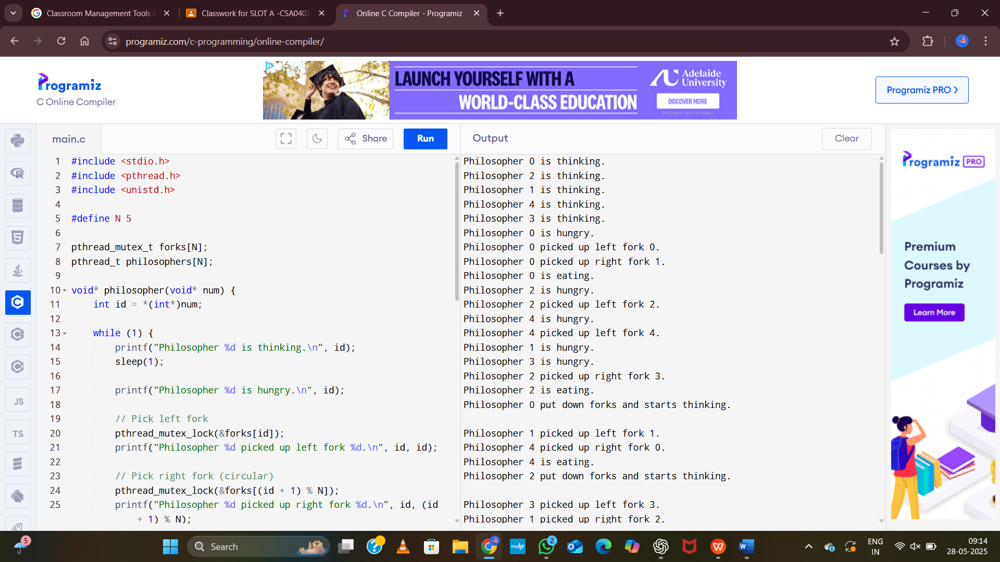 Classroom Management Tools &
Classwork for SLOT A -CSA0403
Online C Compiler - Programiz
programiz.com/c-programming/online-compiler/
Programiz
C Online Compiler
LAUNCH YOURSELF WITH A
WORLD-CLASS EDUCATION
Adelaide
University
DISCOVER MORE
Programiz PRO
main.c
Share
Run
Output
Clear
1 #include <stdio.h>
2 #include <pthread.h>
3 #include <unistd.h>
4
5 #define N 5
6
7 pthread_mutex_t forks[N];
8 pthread_t philosophers[N];
9
10 void* philosopher(void* num) {
11 int id = *(int*)num;
12
13 while (1) {
14 printf("Philosopher %d is thinking.\n", id);
15 sleep(1);
16
17 printf("Philosopher %d is hungry.\n", id);
18
19 // Pick left fork
20 pthread_mutex_lock(&forks[id]);
21 printf("Philosopher %d picked up left fork %d.\n", id, id);
22
23 // Pick right fork (circular)
24 pthread_mutex_lock(&forks[(id + 1) % N]);
25 printf("Philosopher %d picked up right fork %d.\n", id, (id
+ 1) % N);
Philosopher 0 is thinking.
Philosopher 2 is thinking.
Philosopher 1 is thinking.
Philosopher 4 is thinking.
Philosopher 3 is thinking.
Philosopher 0 is hungry.
Philosopher 0 picked up left fork 0.
Philosopher 0 picked up right fork 1.
Philosopher 0 is eating.
Philosopher 2 is hungry.
Philosopher 2 picked up left fork 2.
Philosopher 4 is hungry.
Philosopher 4 picked up left fork 4.
Philosopher 1 is hungry.
Philosopher 3 is hungry.
Philosopher 2 picked up right fork 3.
Philosopher 2 is eating.
Philosopher 0 put down forks and starts thinking.
Philosopher 1 picked up left fork 1.
Philosopher 4 picked up right fork 0.
Philosopher 4 is eating.
Philosopher 2 put down forks and starts thinking.
Philosopher 3 picked up left fork 3.
Philosopher 1 picked up right fork 2.
Programiz PRO
Premium
Courses by
Programiz
Learn More
JS
TS
5
Search
myhp
2
ENG
IN
09:14
28-05-2025